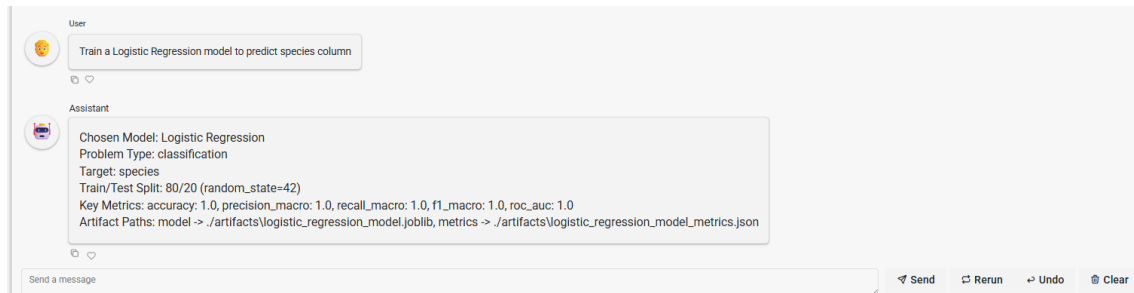 User
Train a Logistic Regression model to predict species column
Assistant
Chosen Model: Logistic Regression
Problem Type: classification
Target: species
Train/Test Split: 80/20 (random_state=42)
Key Metrics: accuracy: 1.0, precision_macro: 1.0, recall_macro: 1.0, f1_macro: 1.0, roc_auc: 1.0
Artifact Paths: model -> ./artifacts\logistic_regression_model.joblib, metrics -> ./artifacts\logistic_regression_model_metrics.json
Send a message
Send
Rerun
Undo
Clear